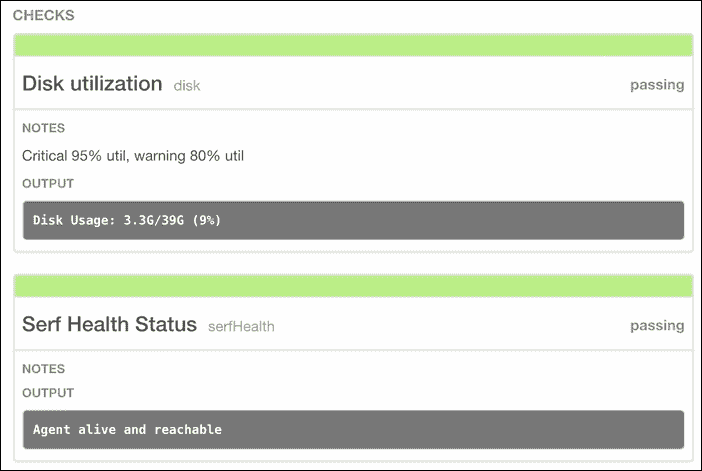 CHECKS
Disk utilization disk passing
NOTES
Critical 95% util, warning 80% util
OUTPUT
Disk Usage: 3.3G/39G (9%)
Serf Health Status serfHealth passing
NOTES
OUTPUT
Agent alive and reachable